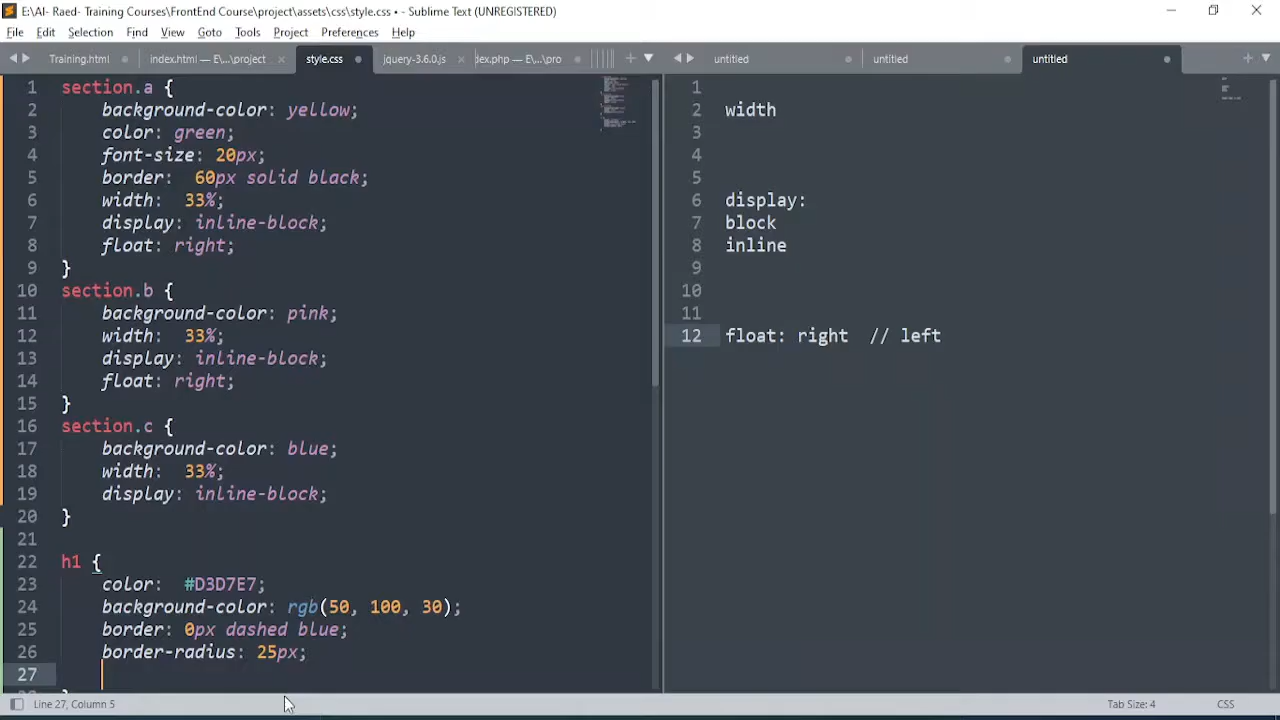 E:\AI- Raed- Training Courses\FrontEnd Course\project\assets\css\style.css • - Sublime Text (UNREGISTERED)
File Edit Selection Find View Goto Tools Project Preferences Help
Training.html index.html — E\...\project style.css jquery-3.6.0.js dex.php — E\...\pro
untitled untitled untitled
1 section.a {
2 background-color: yellow;
3 color: green;
4 font-size: 20px;
5 border: 60px solid black;
6 width: 33%;
7 display: inline-block;
8 float: right;
9 }
10 section.b {
11 background-color: pink;
12 width: 33%;
13 display: inline-block;
14 float: right;
15 }
16 section.c {
17 background-color: blue;
18 width: 33%;
19 display: inline-block;
20 }
21
22 h1 {
23 color: #D3D7E7;
24 background-color: rgb(50, 100, 30);
25 border: 0px dashed blue;
26 border-radius: 25px;
27
1
2 width
3
4
5
6 display:
7 block
8 inline
9
10
11
12 float: right // left
Line 27, Column 5
Tab Size: 4 CSS